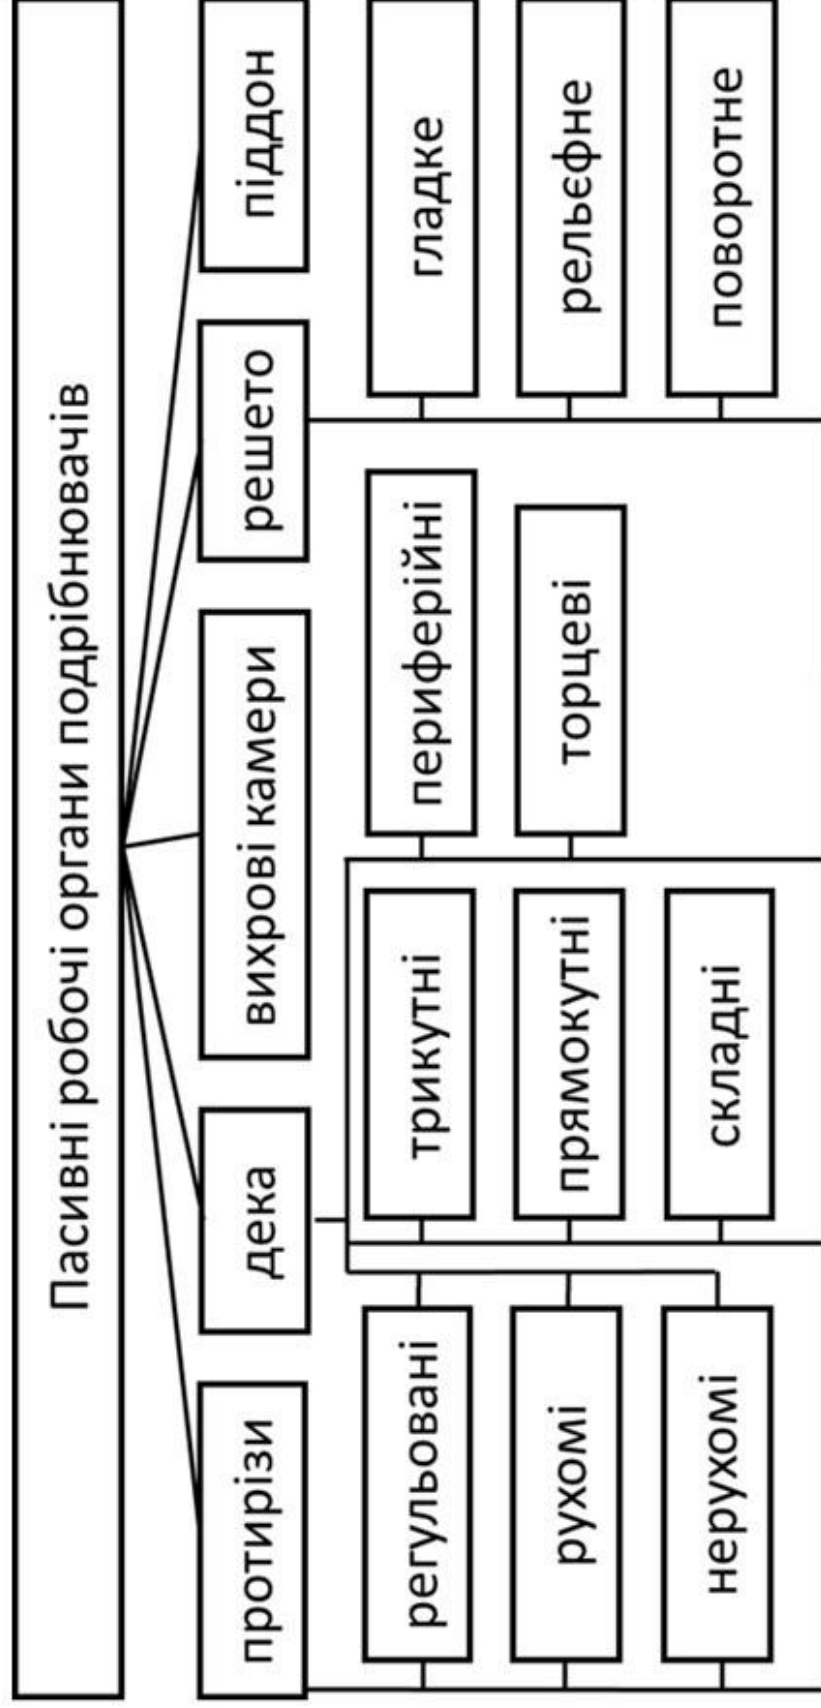 Пасивні робочі органи подрібнювачів
протирізи
дека
вихрові камери
решето
піддон
регульовані
рухомі
нерухомі
трикутні
прямокутні
складні
периферійні
торцеві
гладке
рельєфне
поворотне